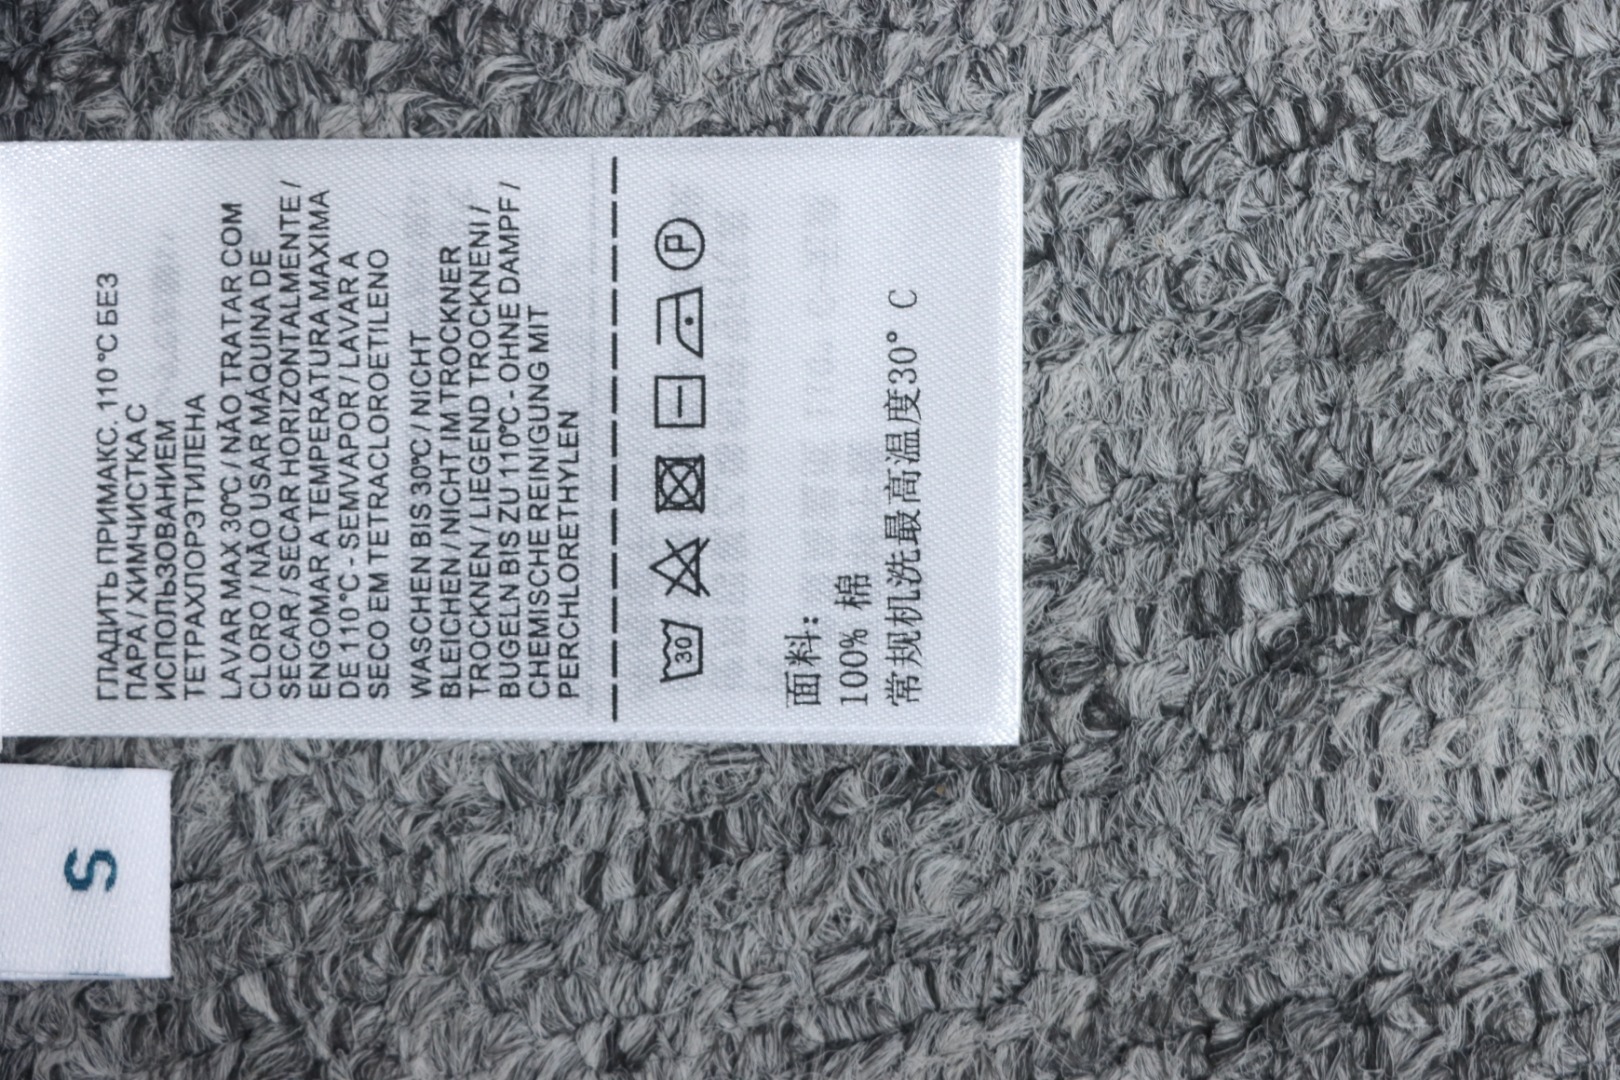 ГЛАДИТЬ ПРИМАКС. 110°C БЕЗ
ПАРА / ХИМЧИСТКА С
ИСПОЛЬЗОВАНИЕМ
ТЕТРАХЛОРЭТИЛЕНА
LAVAR MAX 30°C / NÃO TRATAR COM
CLORO / NÃO USAR MÁQUINA DE
SECAR / SECAR HORIZONTALMENTE /
ENGOMAR A TEMPERATURA MAXIMA
DE 110°C - SEMVAPOR / LAVAR A
SECO EM TETRACLOROETILENO
WASCHEN BIS 30°C / NICHT
BLEICHEN / NICHT IM TROCKNER
TROCKNEN / LIEGEND TROCKNENI /
BUGELN BIS ZU 110°C - OHNE DAMPF /
CHEMISCHE REINIGUNG MIT
PERCHLORETHYLEN
30 P
面料:
100% 棉
常规机洗最高温度30° C
S